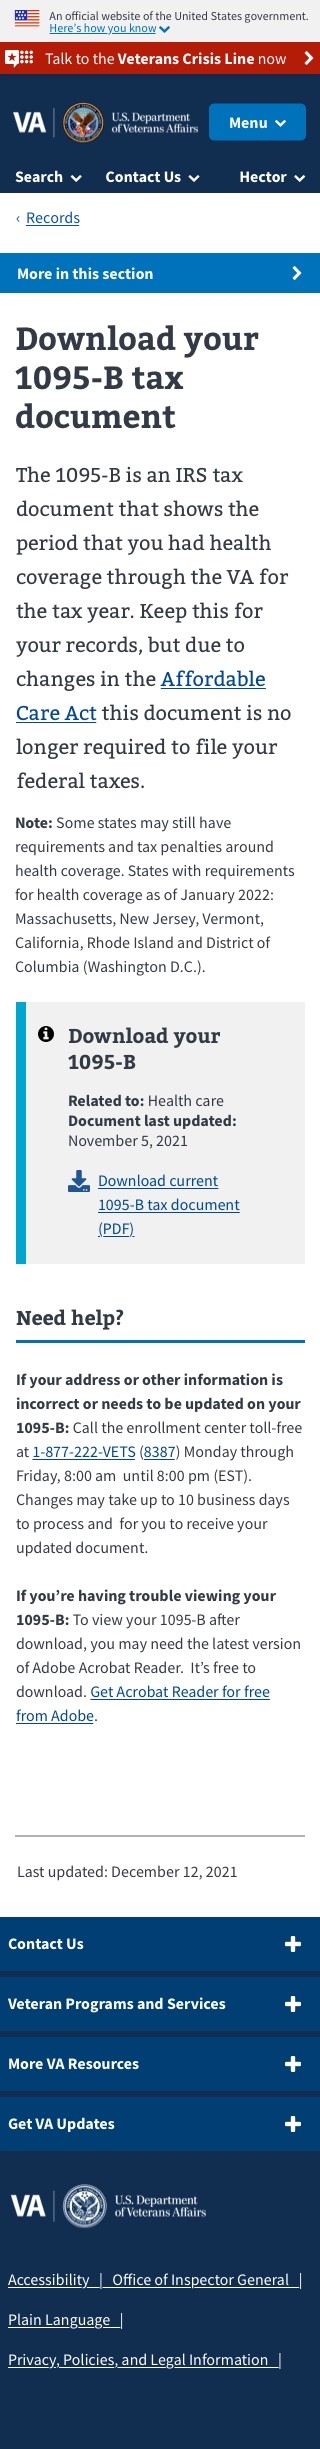 An official website of the United States government.
Here's how you know
Talk to the Veterans Crisis Line now
VA
U.S. Department
of Veterans Affairs
Menu
Search
Contact Us
Hector
‹ Records
More in this section
Download your
1095-B tax
document
The 1095-B is an IRS tax
document that shows the
period that you had health
coverage through the VA for
the tax year. Keep this for
your records, but due to
changes in the Affordable
Care Act this document is no
longer required to file your
federal taxes.
Note: Some states may still have
requirements and tax penalties around
health coverage. States with requirements
for health coverage as of January 2022:
Massachusetts, New Jersey, Vermont,
California, Rhode Island and District of
Columbia (Washington D.C.).
Download your
1095-B
Related to: Health care
Document last updated:
November 5, 2021
Download current
1095-B tax document
(PDF)
Need help?
If your address or other information is
incorrect or needs to be updated on your
1095-B: Call the enrollment center toll-free
at 1-877-222-VETS (8387) Monday through
Friday, 8:00 am  until 8:00 pm (EST).
Changes may take up to 10 business days
to process and  for you to receive your
updated document.
If you're having trouble viewing your
1095-B: To view your 1095-B after
download, you may need the latest version
of Adobe Acrobat Reader.  It's free to
download. Get Acrobat Reader for free
from Adobe.
Last updated: December 12, 2021
Contact Us
Veteran Programs and Services
More VA Resources
Get VA Updates
VA
U.S. Department
of Veterans Affairs
Accessibility | Office of Inspector General |
Plain Language |
Privacy, Policies, and Legal Information |